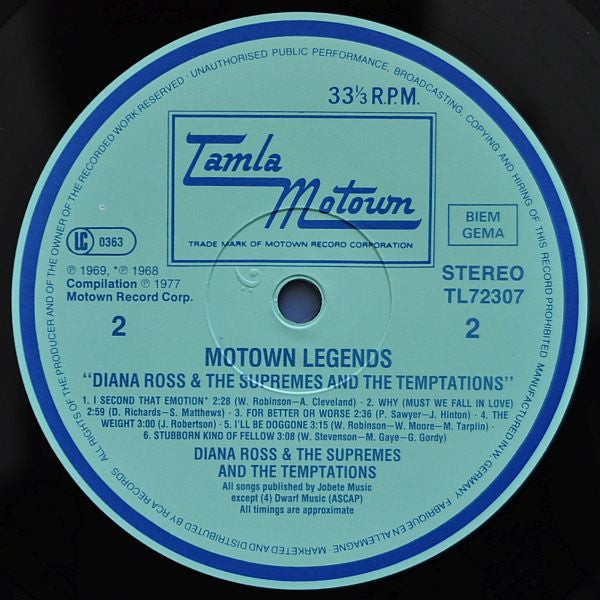 ALL RIGHTS OF THE PRODUCER AND OF THE OWNER OF THE RECORDED WORK RESERVED · UNAUTHORISED PUBLIC PERFORMANCE, BROADCASTING, COPYING AND HIRING OF THIS RECORD PROHIBITED
33⅓ R.P.M.
Tamla
Motown
TRADE MARK OF MOTOWN RECORD CORPORATION
LC 0363
BIEM
GEMA
℗ 1969, *℗ 1968
Compilation ℗ 1977
Motown Record Corp.
STEREO
TL72307
2
2
MOTOWN LEGENDS
"DIANA ROSS & THE SUPREMES AND THE TEMPTATIONS"
1. I SECOND THAT EMOTION* 2:28 (W. Robinson–A. Cleveland) · 2. WHY (MUST WE FALL IN LOVE)
2:59 (D. Richards–S. Matthews) · 3. FOR BETTER OR WORSE 2:36 (P. Sawyer–J. Hinton) · 4. THE
WEIGHT 3:00 (J. Robertson) · 5. I'LL BE DOGGONE 3:15 (W. Robinson–W. Moore–M. Tarplin) ·
6. STUBBORN KIND OF FELLOW 3:08 (W. Stevenson–M. Gaye–G. Gordy)
DIANA ROSS & THE SUPREMES
AND THE TEMPTATIONS
All songs published by Jobete Music
except (4) Dwarf Music (ASCAP)
All timings are approximate
MANUFACTURED IN W. GERMANY FABRIQUÉ EN ALLEMAGNE · MARKETED AND DISTRIBUTED BY RCA RECORDS